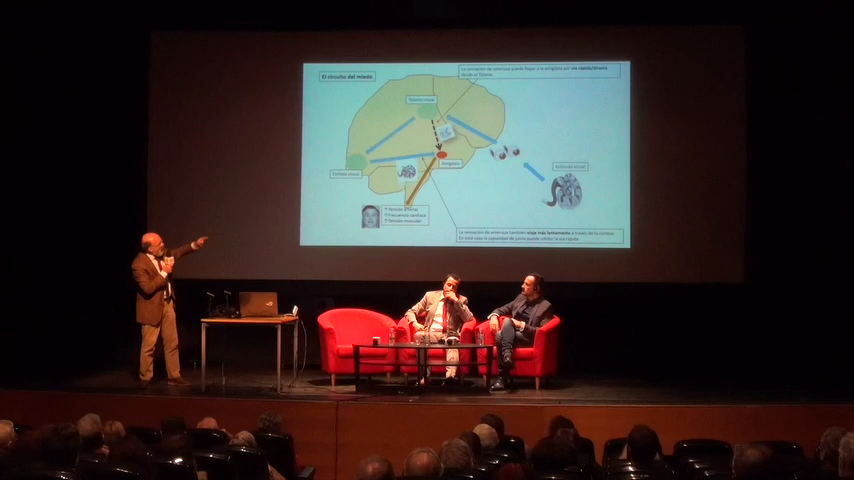 El circuito del miedo
La sensación de amenaza puede llegar a la amígdala por vía rápida/directa
desde el Tálamo
Tálamo visual
Estímulo visual
Amígdala
Corteza visual
↑ Tensión arterial
↑ Frecuencia cardíaca
↑ Tensión muscular
La sensación de amenaza también viaja más lentamente a través de la corteza.
En este caso la capacidad de juicio puede inhibir la vía rápida